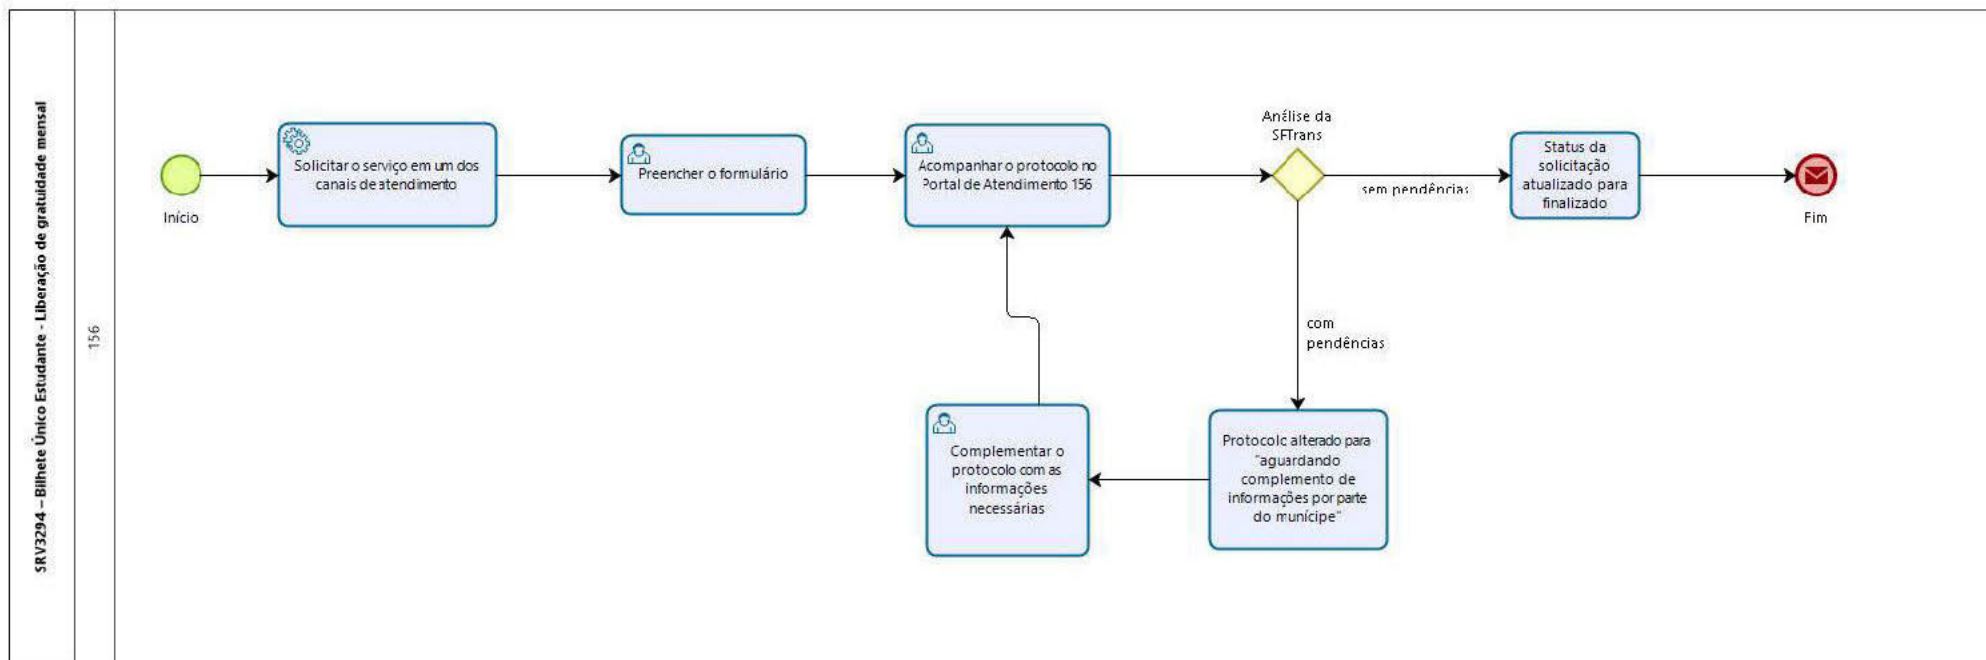 SRV3294 – Bilhete Único Estudante - Liberação de gratuidade mensal
156
Início
Solicitar o serviço em um dos
canais de atendimento
Preencher o formulário
Acompanhar o protocolo no
Portal de Atendimento 156
Análise da
SFTrans
sem pendências
Status da
solicitação
atualizado para
finalizado
Fim
com
pendências
Protocolo alterado para
"aguardando
complemento de
informações por parte
do munícipe"
Complementar o
protocolo com as
informações
necessárias